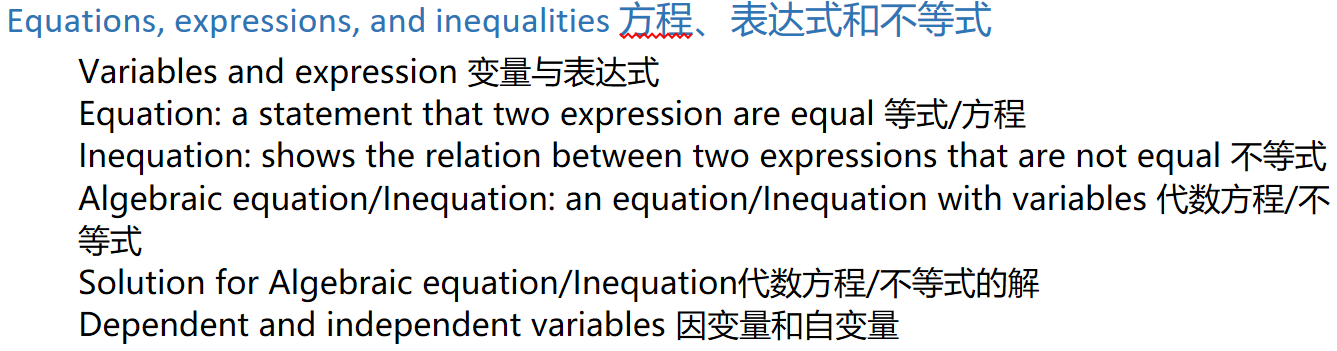 Equations, expressions, and inequalities 方程、表达式和不等式
Variables and expression 变量与表达式
Equation: a statement that two expression are equal 等式/方程
Inequation: shows the relation between two expressions that are not equal 不等式
Algebraic equation/Inequation: an equation/Inequation with variables 代数方程/不
等式
Solution for Algebraic equation/Inequation代数方程/不等式的解
Dependent and independent variables 因变量和自变量